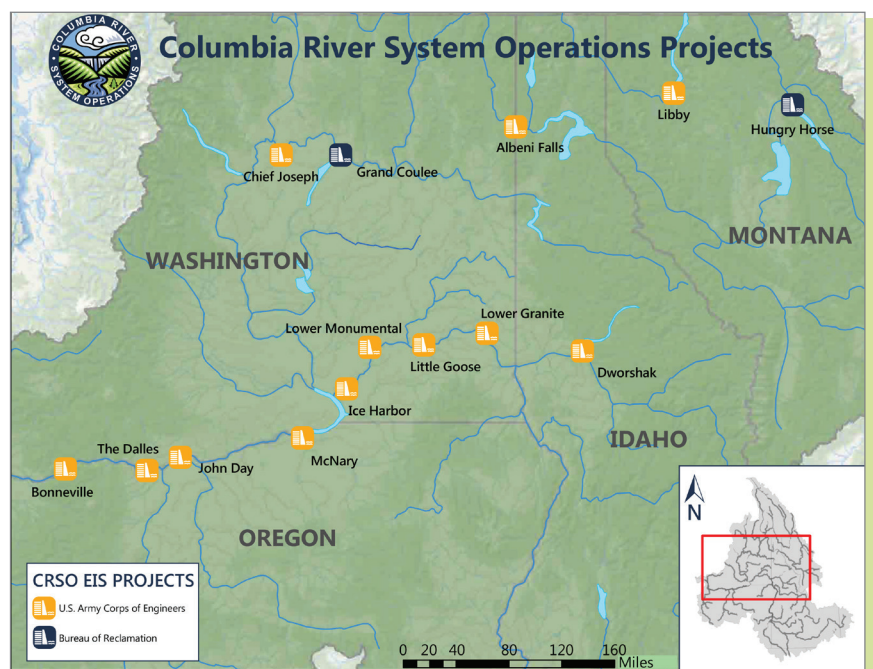 COLUMBIA RIVER
SYSTEM OPERATIONS
Columbia River System Operations Projects
Libby
Hungry Horse
Albeni Falls
Chief Joseph
Grand Coulee
MONTANA
WASHINGTON
Lower Granite
Lower Monumental
Little Goose
Dworshak
Ice Harbor
IDAHO
The Dalles
John Day
McNary
Bonneville
OREGON
N
CRSO EIS PROJECTS
U.S. Army Corps of Engineers
Bureau of Reclamation
0 20 40 80 120 160
Miles